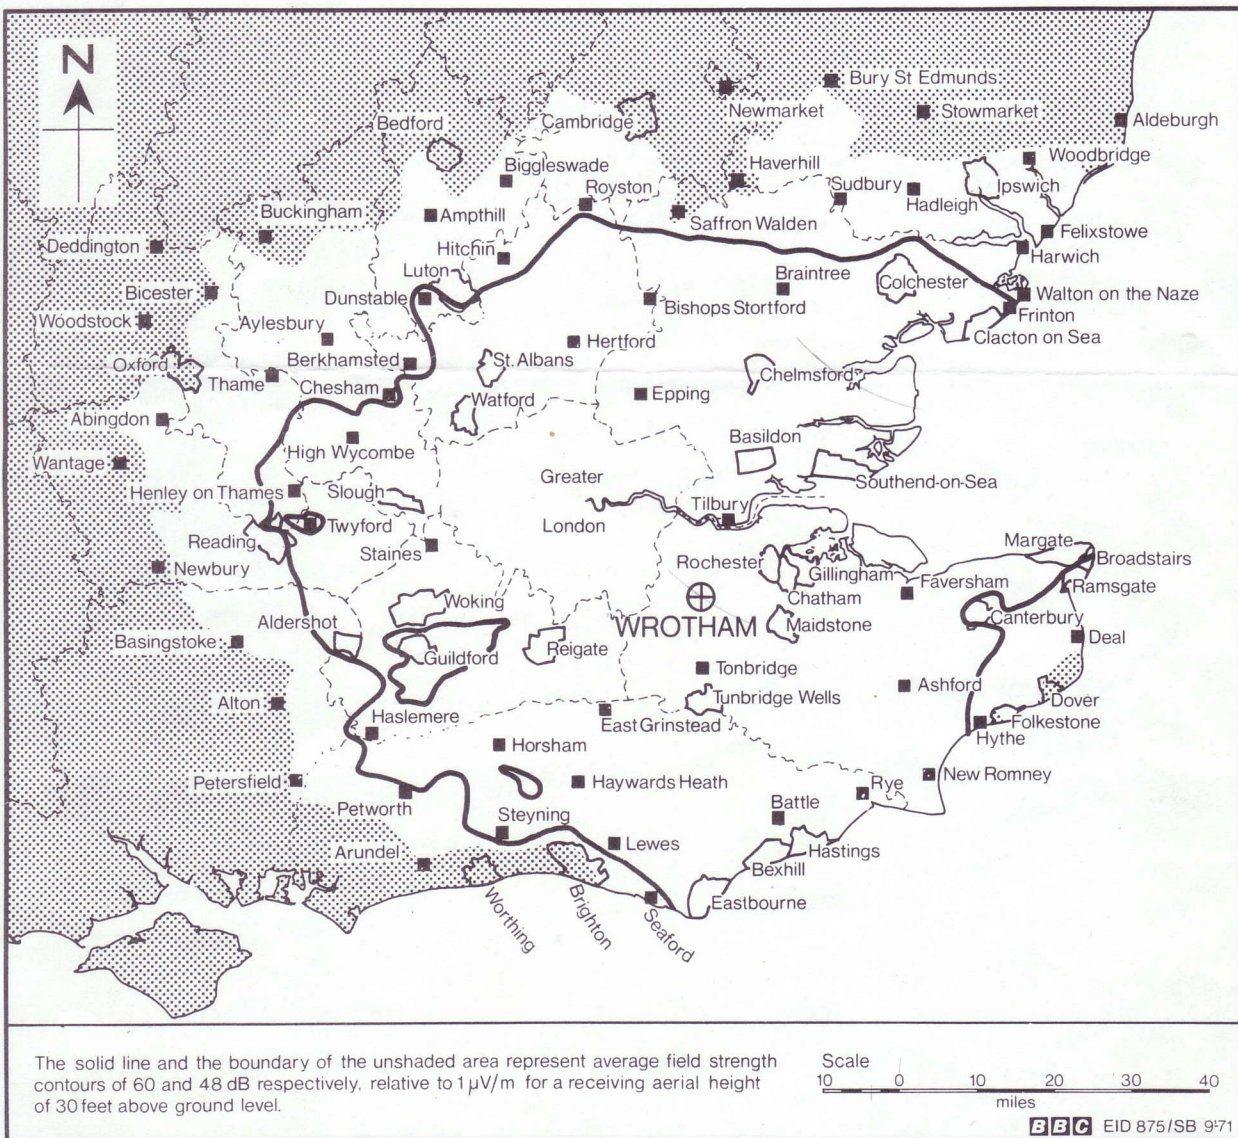 N
Bury St Edmunds
Newmarket
Stowmarket
Aldeburgh
Cambridge
Bedford
Woodbridge
Haverhill
Biggleswade
Ipswich
Sudbury
Royston
Hadleigh
Buckingham
Ampthill
Saffron Walden
Felixstowe
Deddington
Hitchin
Harwich
Luton
Braintree
Colchester
Bicester
Dunstable
Walton on the Naze
Bishops Stortford
Frinton
Woodstock
Aylesbury
Clacton on Sea
Hertford
Oxford
Berkhamsted
St. Albans
Thame
Chesham
Chelmsford
Epping
Watford
Abingdon
Basildon
High Wycombe
Wantage
Greater
Southend-on-Sea
Henley on Thames
Slough
Tilbury
London
Twyford
Reading
Staines
Margate
Broadstairs
Rochester
Newbury
Gillingham
Faversham
Ramsgate
Chatham
Woking
Canterbury
Aldershot
WROTHAM
Maidstone
Basingstoke
Deal
Guildford
Reigate
Tonbridge
Ashford
Tunbridge Wells
Dover
Alton
Haslemere
East Grinstead
Folkestone
Hythe
Horsham
New Romney
Petersfield
Haywards Heath
Rye
Petworth
Battle
Steyning
Lewes
Arundel
Hastings
Bexhill
Eastbourne
Worthing
Brighton
Seaford
The solid line and the boundary of the unshaded area represent average field strength
contours of 60 and 48 dB respectively, relative to 1 µV/m for a receiving aerial height
of 30 feet above ground level.
Scale
10 0 10 20 30 40
miles
BBC EID 875/SB 9-71